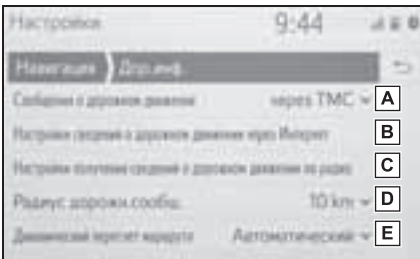 Настройки 9:44
Навигация Дор.инф.
Сообщения о дорожном движении через TMC A
Настройки сведений о дорожном движении через Интернет B
Настройки получения сведений о дорожном движении по радио C
Радиус дорожн.сообщ. 10 km D
Динамический пересчет маршрута Автоматический E